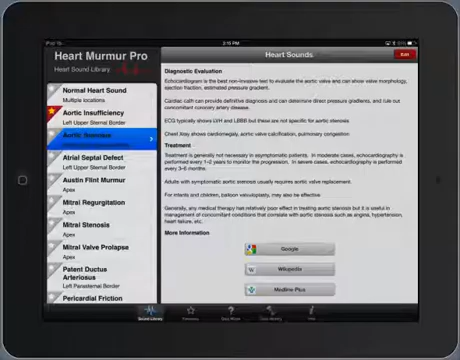 iPad
2:15 PM
51%
Heart Murmur Pro
Heart Sound Library
Heart Sounds
Exit
Normal Heart Sound
Multiple locations
Aortic Insufficiency
Left Upper Sternal Border
Aortic Stenosis
Atrial Septal Defect
Left Upper Sternal Border
Austin Flint Murmur
Apex
Mitral Regurgitation
Apex
Mitral Stenosis
Apex
Mitral Valve Prolapse
Apex
Patent Ductus
Arteriosus
Left Parasternal Border
Pericardial Friction
Diagnostic Evaluation
Echocardiogram is the best non-invasive test to evaluate the aortic valve and can show valve morphology,
ejection fraction, estimated pressure gradient.
Cardiac cath can provide definitive diagnosis and can determine direct pressure gradients, and rule out
concomitant coronary artery disease.
ECG typically shows LVH and LBBB but these are not specific for aortic stenosis
Chest Xray shows cardiomegaly, aortic valve calcification, pulmonary congestion
Treatment
Treatment is generally not necessary in asymptomatic patients. In moderate cases, echocardiography
is performed every 1-2 years to monitor the progression. In severe cases, echocardiography is performed
every 3-6 months.
Adults with symptomatic aortic stenosis usually requires aortic valve replacement.
For infants and children, balloon valvuloplasty, may also be effective
Generally, any medical therapy has relatively poor effect in treating aortic stenosis but it is useful in
management of concomitant conditions that correlate with aortic stenosis such as angina, hypertension,
heart failure, etc.
More Information
Google
W Wikipedia
Medline Plus
Sound Library
Favorites
Quiz Mode
Info